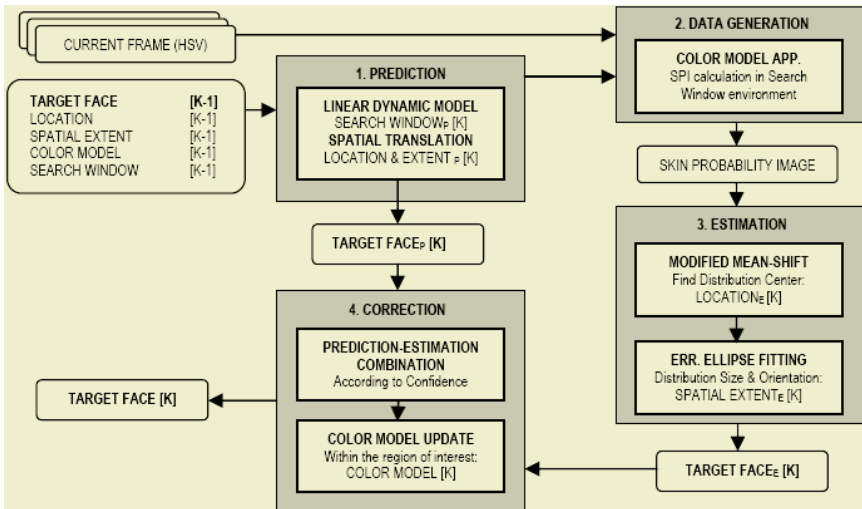 CURRENT FRAME (HSV)
TARGET FACE [K-1]
LOCATION [K-1]
SPATIAL EXTENT [K-1]
COLOR MODEL [K-1]
SEARCH WINDOW [K-1]
1. PREDICTION
LINEAR DYNAMIC MODEL
SEARCH WINDOWP [K]
SPATIAL TRANSLATION
LOCATION & EXTENT P [K]
TARGET FACEP [K]
2. DATA GENERATION
COLOR MODEL APP.
SPI calculation in Search
Window environment
SKIN PROBABILITY IMAGE
3. ESTIMATION
MODIFIED MEAN-SHIFT
Find Distribution Center:
LOCATIONE [K]
ERR. ELLIPSE FITTING
Distribution Size & Orientation:
SPATIAL EXTENTE [K]
TARGET FACEE [K]
4. CORRECTION
PREDICTION-ESTIMATION
COMBINATION
According to Confidence
COLOR MODEL UPDATE
Within the region of interest:
COLOR MODEL [K]
TARGET FACE [K]